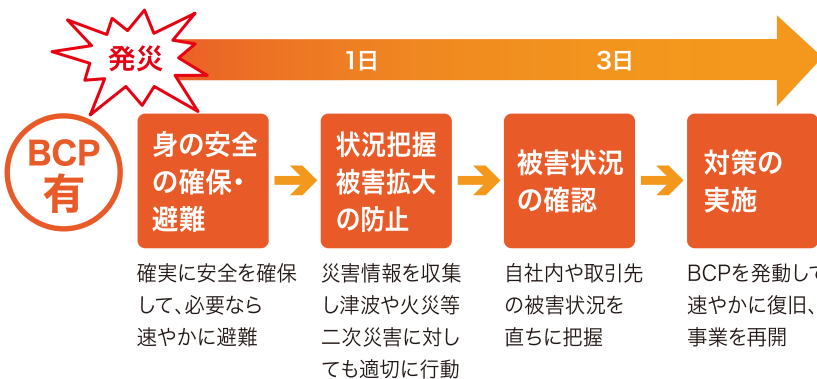 発災
1日
3日
BCP
有
身の安全
の確保・
避難
状況把握
被害拡大
の防止
被害状況
の確認
対策の
実施
確実に安全を確保
して、必要なら
速やかに避難
災害情報を収集
し津波や火災等
二次災害に対し
ても適切に行動
自社内や取引先
の被害状況を
直ちに把握
BCPを発動して
速やかに復旧、
事業を再開